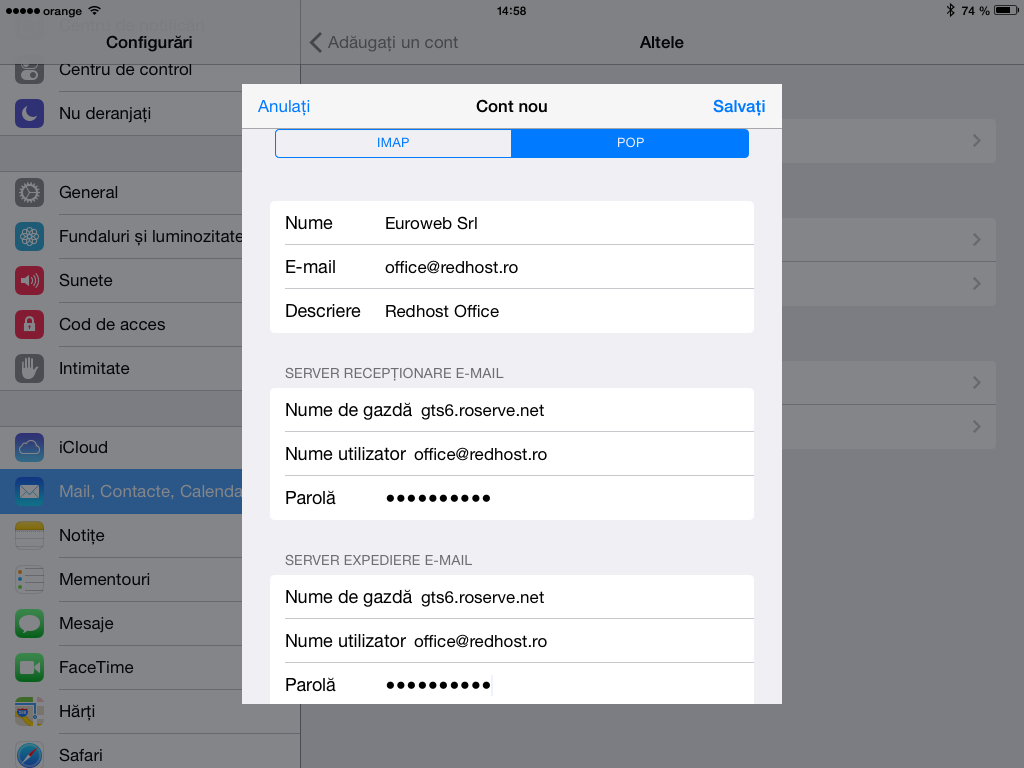 orange
14:58
74 %
Centru de notificări
Configurări
Adăugați un cont
Altele
Centru de control
Nu deranjați
General
Fundaluri și luminozitate
Sunete
Cod de acces
Intimitate
iCloud
Mail, Contacte, Calenda
Notițe
Mementouri
Mesaje
FaceTime
Hărți
Safari
Anulați
Cont nou
Salvați
IMAP
POP
Nume Euroweb Srl
E-mail office@redhost.ro
Descriere Redhost Office
SERVER RECEPȚIONARE E-MAIL
Nume de gazdă gts6.roserve.net
Nume utilizator office@redhost.ro
Parolă ●●●●●●●●●●
SERVER EXPEDIERE E-MAIL
Nume de gazdă gts6.roserve.net
Nume utilizator office@redhost.ro
Parolă ●●●●●●●●●●